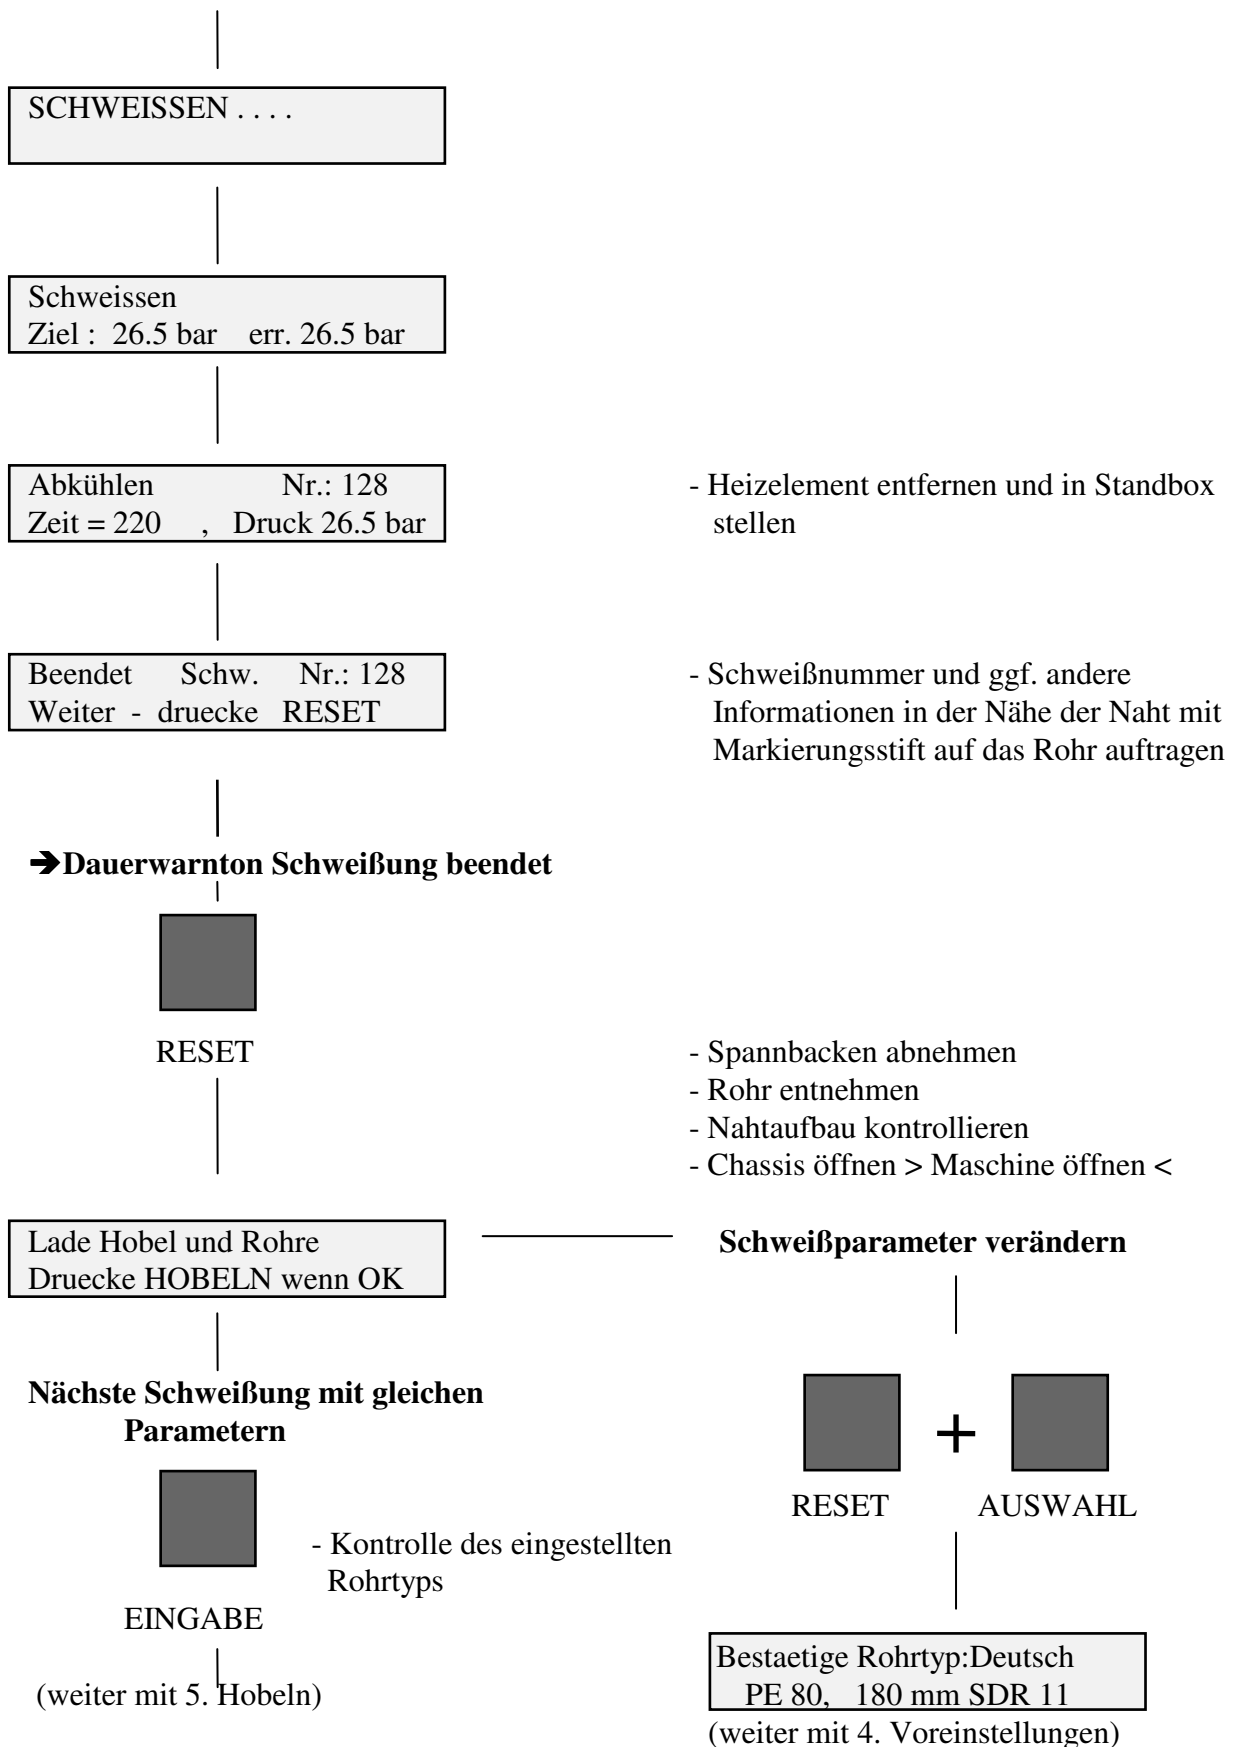 SCHWEISSEN . . . .
Schweissen
Ziel : 26.5 bar err. 26.5 bar
Abkühlen Nr.: 128
Zeit = 220 , Druck 26.5 bar
- Heizelement entfernen und in Standbox
stellen
Beendet Schw. Nr.: 128
Weiter - druecke RESET
- Schweißnummer und ggf. andere
Informationen in der Nähe der Naht mit
Markierungsstift auf das Rohr auftragen
➔Dauerwarnton Schweißung beendet
RESET
- Spannbacken abnehmen
- Rohr entnehmen
- Nahtaufbau kontrollieren
- Chassis öffnen > Maschine öffnen <
Lade Hobel und Rohre
Druecke HOBELN wenn OK
Schweißparameter verändern
Nächste Schweißung mit gleichen
Parametern
+
RESET AUSWAHL
- Kontrolle des eingestellten
Rohrtyps
EINGABE
(weiter mit 5. Hobeln)
Bestaetige Rohrtyp:Deutsch
PE 80, 180 mm SDR 11
(weiter mit 4. Voreinstellungen)